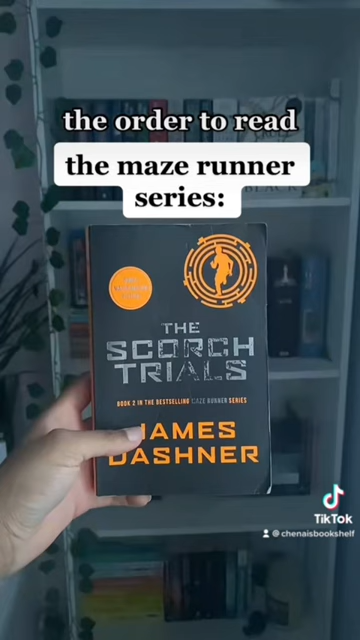 the order to read
the maze runner
series:
THE
SCORCH
TRIALS
BOOK 2 IN THE BESTSELLING MAZE RUNNER SERIES
JAMES
DASHNER
TikTok
@chenaisbookshelf